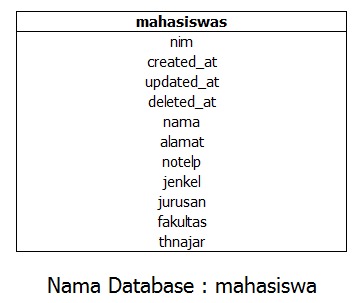 mahasiswas
nim
created_at
updated_at
deleted_at
nama
alamat
notelp
jenkel
jurusan
fakultas
thnajar
Nama Database : mahasiswa